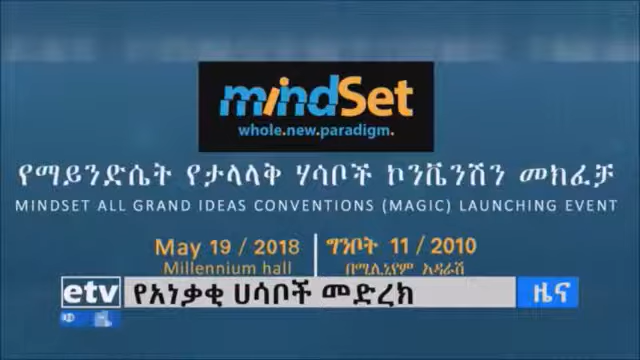 mindSet
whole.new.paradigm.
የማይንድሴት የታላላቅ ሃሳቦች ኮንቬንሽን መክፈቻ
MINDSET ALL GRAND IDEAS CONVENTIONS (MAGIC) LAUNCHING EVENT
May 19 / 2018
Millennium hall
ግንቦት 11 / 2010
በሚሊኒየም አዳራሽ
etv
የአነቃቂ ሀሳቦች መድረክ
ዜና